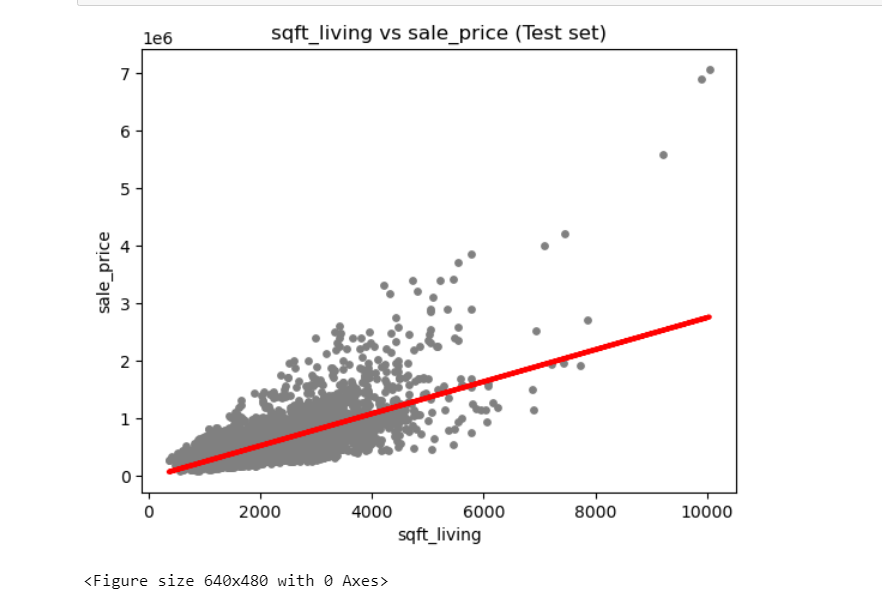 sqft_living vs sale_price (Test set)
1e6
7
6
5
4
3
2
1
0
sale_price
0 2000 4000 6000 8000 10000
sqft_living
<Figure size 640x480 with 0 Axes>